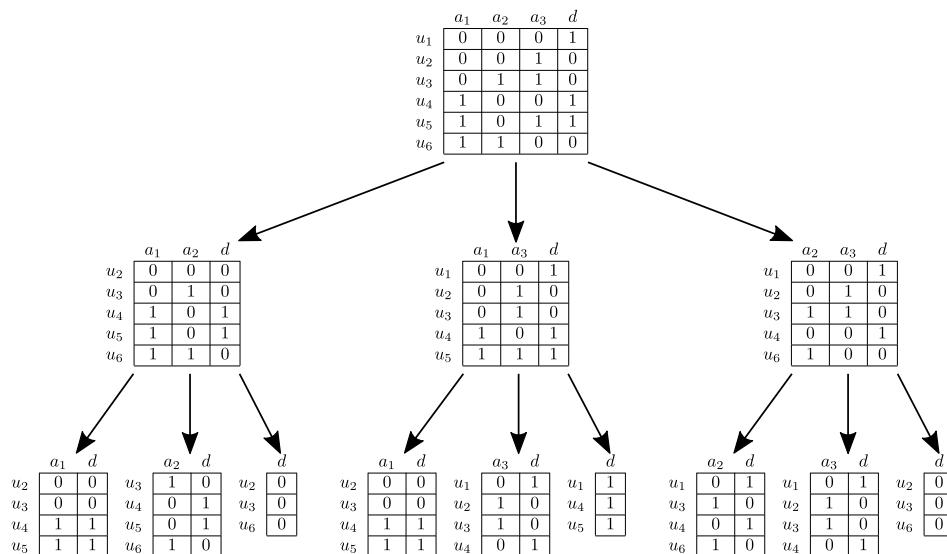 a1 a2 a3 d
u1 0 0 0 1
u2 0 0 1 0
u3 0 1 1 0
u4 1 0 0 1
u5 1 0 1 1
u6 1 1 0 0
a1 a2 d
u2 0 0 0
u3 0 1 0
u4 1 0 1
u5 1 0 1
u6 1 1 0
a1 a3 d
u1 0 0 1
u2 0 1 0
u3 0 1 0
u4 1 0 1
u5 1 1 1
a2 a3 d
u1 0 0 1
u2 0 1 0
u3 1 1 0
u4 0 0 1
u6 1 0 0
a1 d
u2 0 0
u3 0 0
u4 1 1
u5 1 1
a2 d
u3 1 0
u4 0 1
u5 0 1
u6 1 0
d
u2 0
u3 0
u6 0
a1 d
u2 0 0
u3 0 0
u4 1 1
u5 1 1
a3 d
u1 0 1
u2 1 0
u3 1 0
u4 0 1
d
u1 1
u4 1
u5 1
a2 d
u1 0 1
u3 1 0
u4 0 1
u6 1 0
a3 d
u1 0 1
u2 1 0
u3 1 0
u4 0 1
d
u2 0
u3 0
u6 0